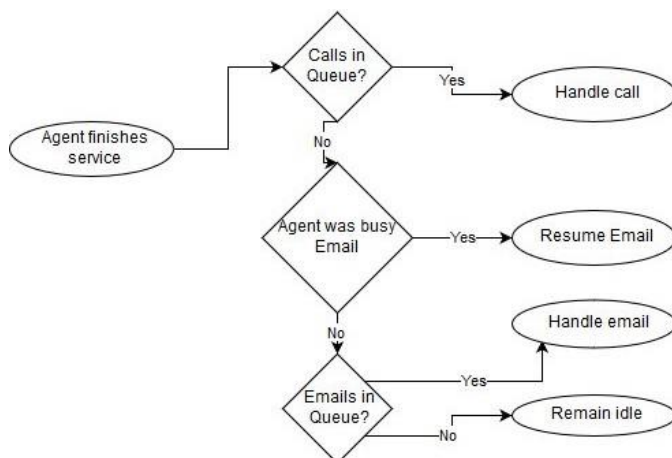 Calls in
Queue?
Yes
Handle call
Agent finishes
service
No
Agent was busy
Email
Yes
Resume Email
No
Handle email
Yes
Emails in
Queue?
No
Remain idle